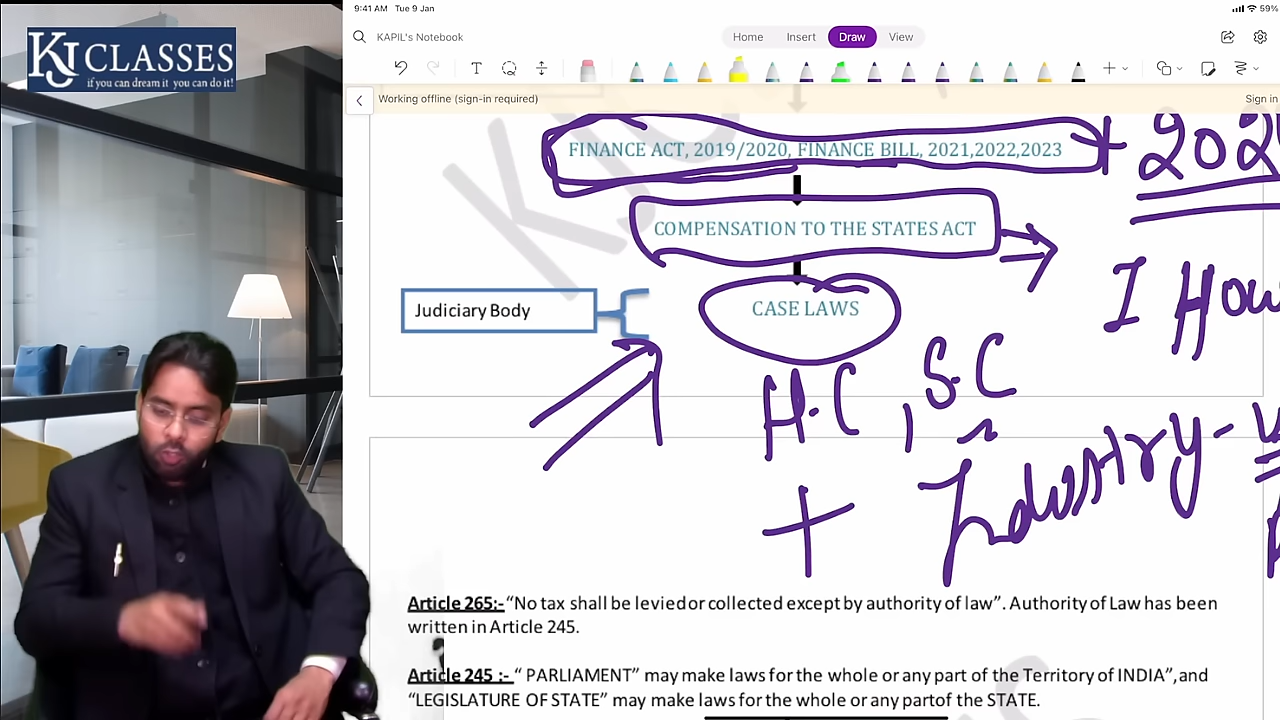 9:41 AM Tue 9 Jan
59%
KJ CLASSES
if you can dream it you can do it!
KAPIL's Notebook
Home Insert Draw View
Working offline (sign-in required)
Sign in
FINANCE ACT, 2019/2020, FINANCE BILL, 2021,2022,2023
+ 202
COMPENSATION TO THE STATES ACT
I How
Judiciary Body
CASE LAWS
H.C, S.C
+ Industry-
Article 265:-“No tax shall be levied or collected except by authority of law”. Authority of Law has been
written in Article 245.
Article 245 :- “ PARLIAMENT” may make laws for the whole or any part of the Territory of INDIA”,and
“LEGISLATURE OF STATE” may make laws for the whole or any partof the STATE.